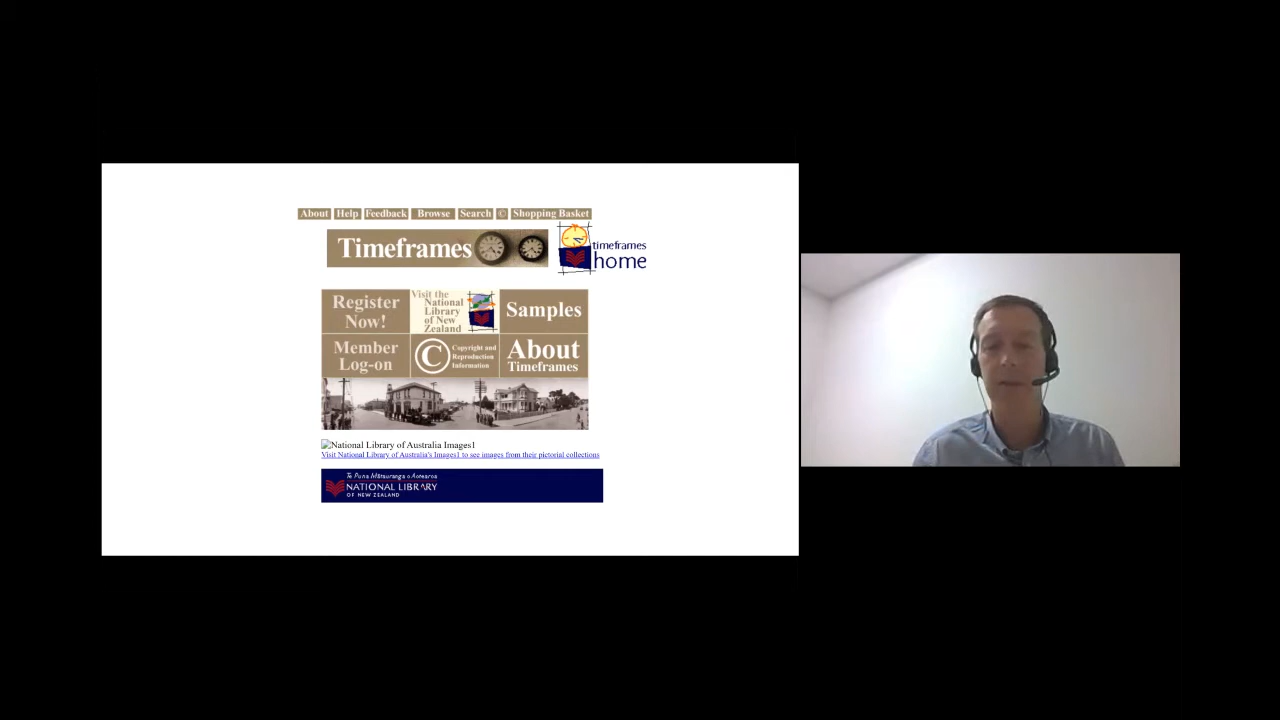 About Help Feedback Browse Search © Shopping Basket
Timeframes
timeframes
home
Register
Now!
Visit the
National
Library
of New
Zealand
Samples
Member
Log-on
© Copyright and
Reproduction
Information
About
Timeframes
National Library of Australia Images1
Visit National Library of Australia's Images1 to see images from their pictorial collections
Te Puna Mātauranga o Aotearoa
NATIONAL LIBRARY
OF NEW ZEALAND